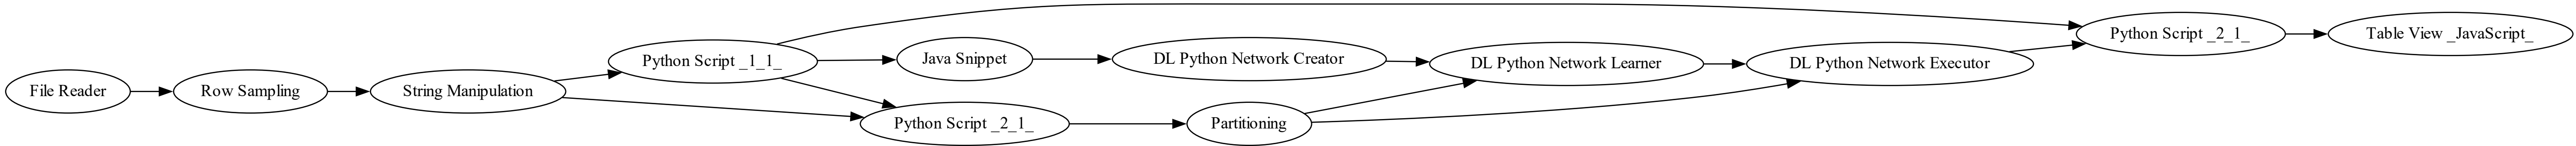 File Reader
Row Sampling
String Manipulation
Python Script _1_1_
Java Snippet
DL Python Network Creator
DL Python Network Learner
DL Python Network Executor
Python Script _2_1_
Table View _JavaScript_
Python Script _2_1_
Partitioning